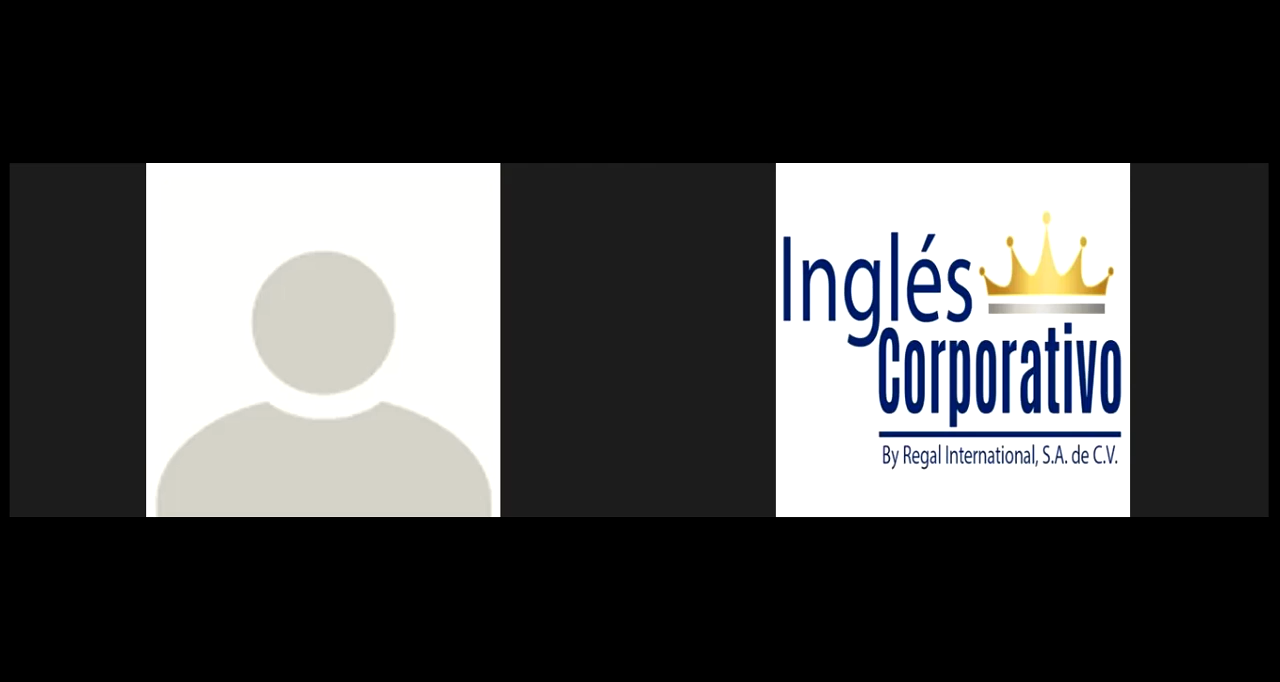 Inglés
Corporativo
By Regal International, S.A. de C.V.